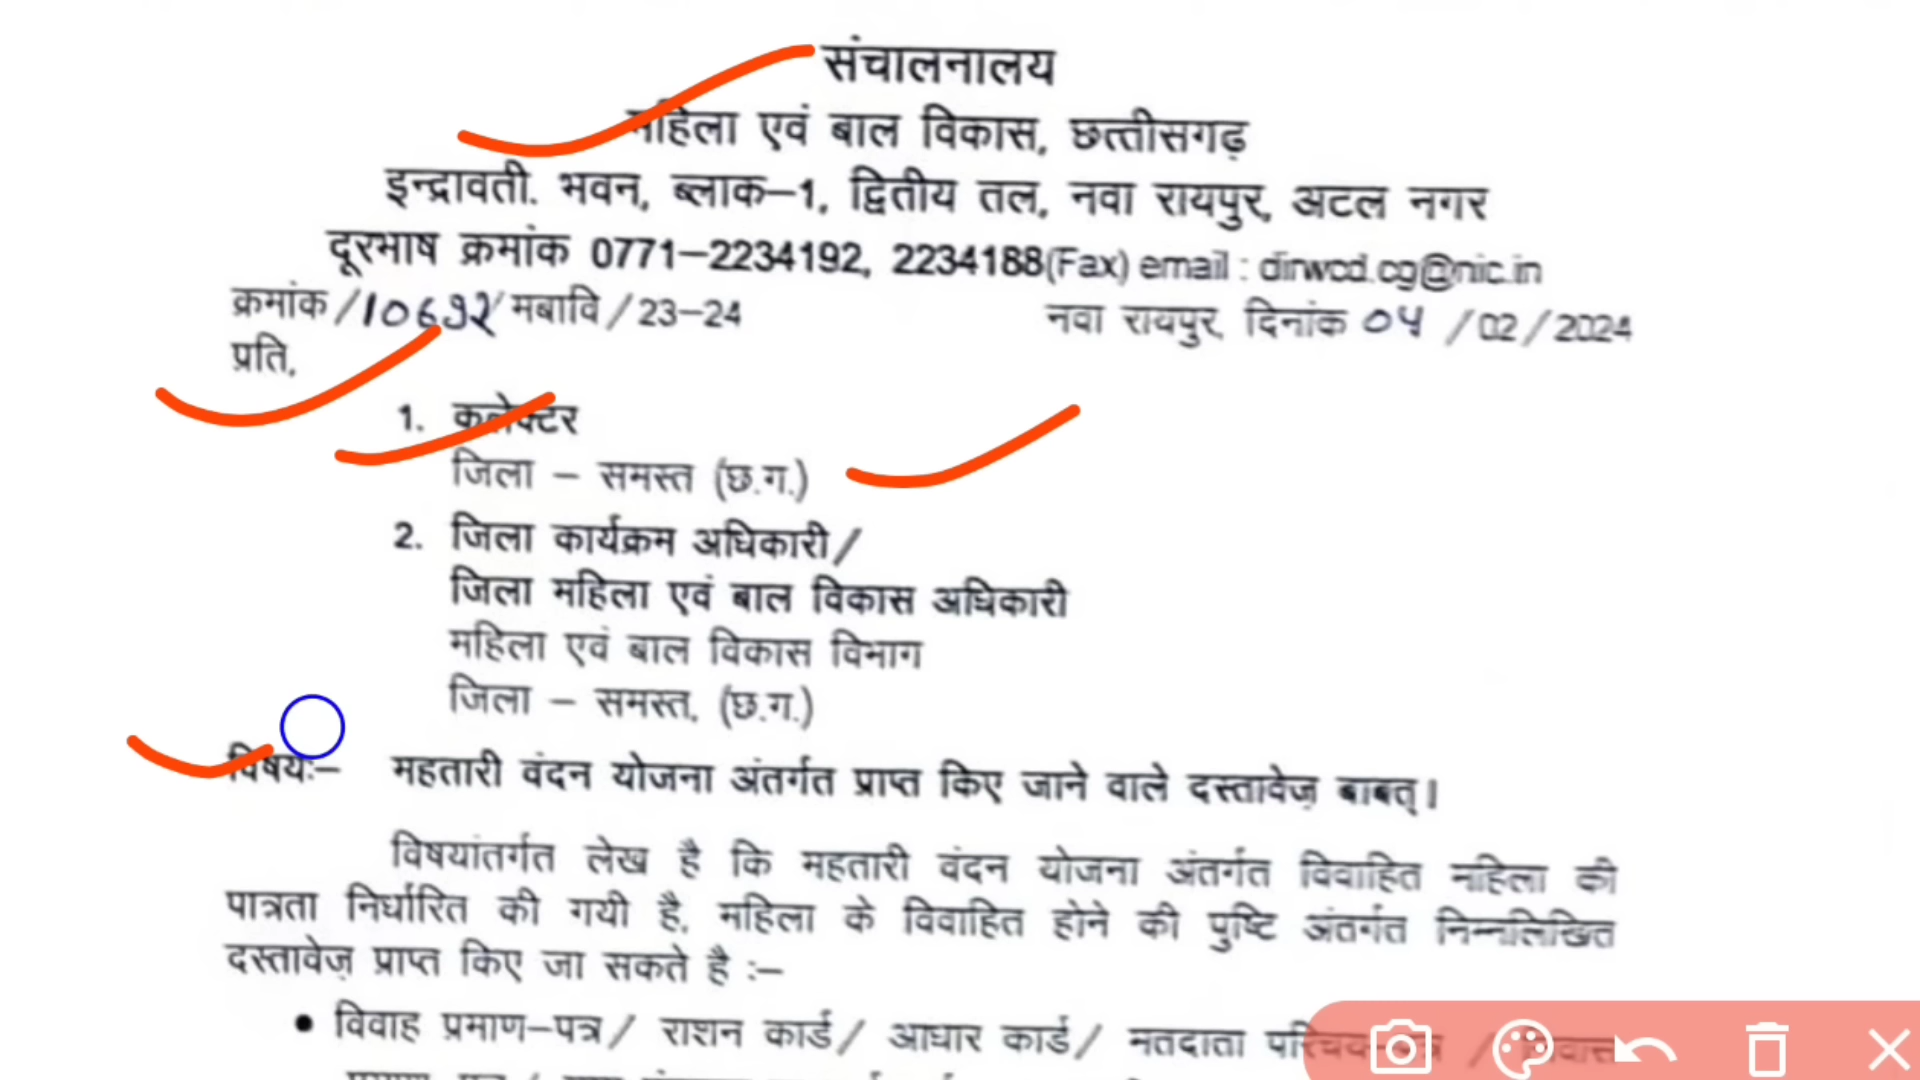 संचालनालय
महिला एवं बाल विकास, छत्तीसगढ़
इन्द्रावती. भवन, ब्लाक–1, द्वितीय तल, नवा रायपुर, अटल नगर
दूरभाष क्रमांक 0771–2234192, 2234188(Fax) email : dirwcd.cg@nic.in
क्रमांक /10692/ मबावि /23–24 नवा रायपुर, दिनांक 04 /02/2024
प्रति,
1. कलेक्टर
जिला – समस्त (छ.ग.)
2. जिला कार्यक्रम अधिकारी/
जिला महिला एवं बाल विकास अधिकारी
महिला एवं बाल विकास विभाग
जिला – समस्त, (छ.ग.)
विषयः– महतारी वंदन योजना अंतर्गत प्राप्त किए जाने वाले दस्तावेज़ बाबत्।
विषयांतर्गत लेख है कि महतारी वंदन योजना अंतर्गत विवाहित महिला की
पात्रता निर्धारित की गयी है, महिला के विवाहित होने की पुष्टि अंतर्गत निम्नलिखित
दस्तावेज़ प्राप्त किए जा सकते है :–
• विवाह प्रमाण–पत्र/ राशन कार्ड/ आधार कार्ड/ मतदाता परिचय–पत्र /